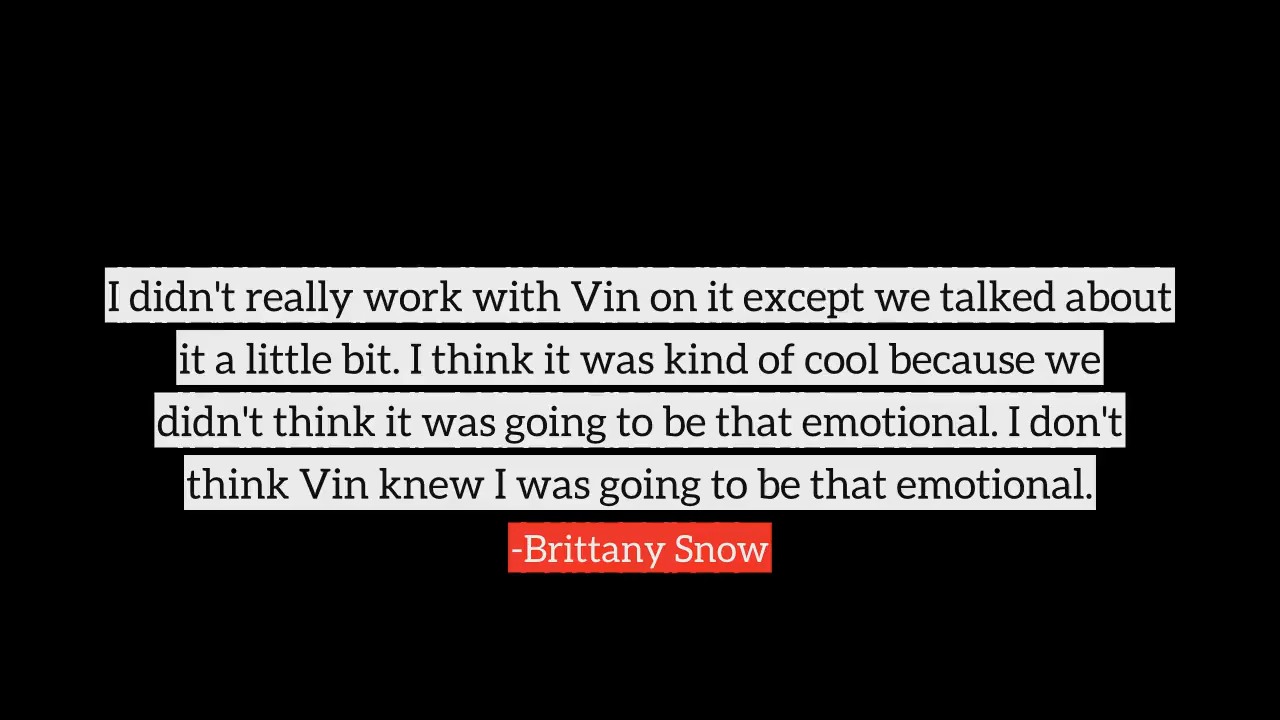 I didn't really work with Vin on it except we talked about
it a little bit. I think it was kind of cool because we
didn't think it was going to be that emotional. I don't
think Vin knew I was going to be that emotional.
-Brittany Snow